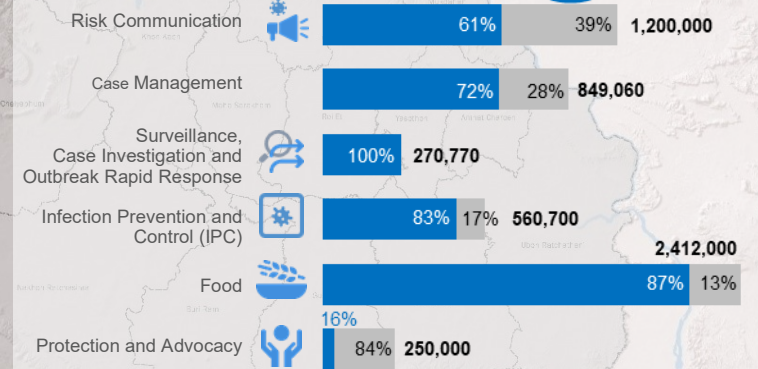 Risk Communication
61% 39% 1,200,000
Case Management
72% 28% 849,060
Surveillance,
Case Investigation and
Outbreak Rapid Response
100% 270,770
Infection Prevention and
Control (IPC)
83% 17% 560,700
2,412,000
Food
87% 13%
16%
Protection and Advocacy
84% 250,000